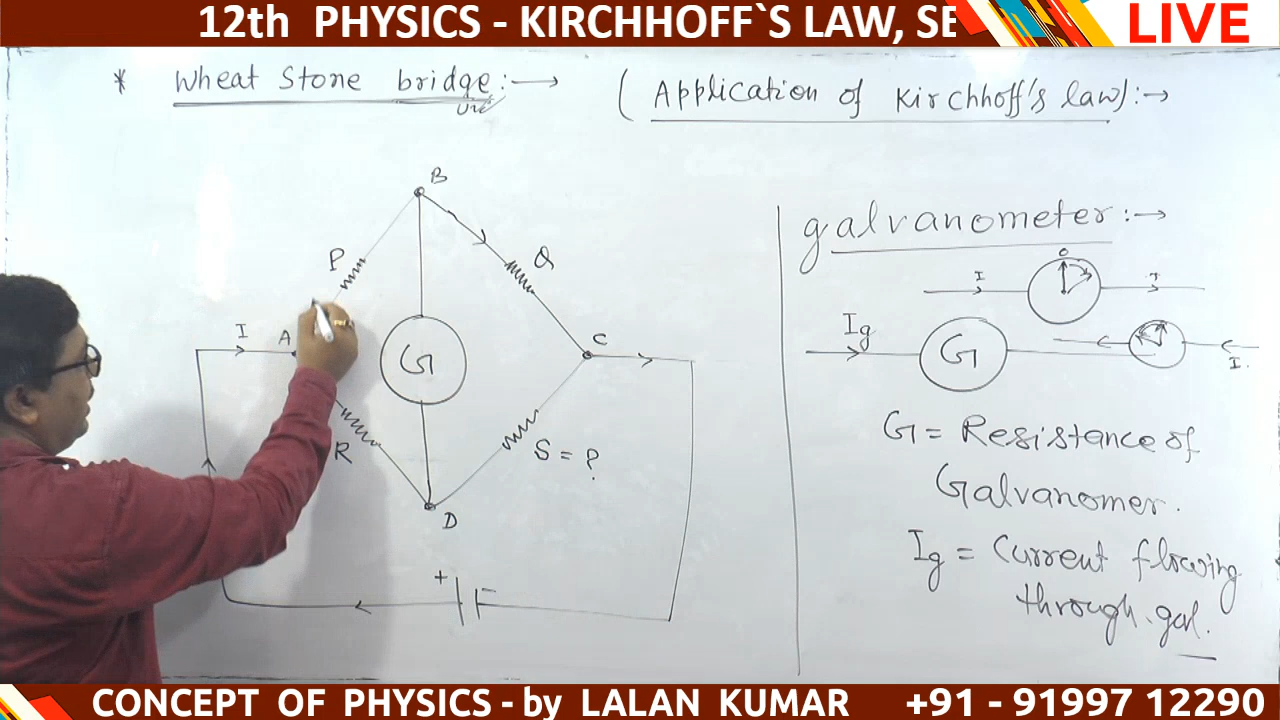 12th PHYSICS - KIRCHHOFF`S LAW, SE
LIVE
* Wheat Stone bridge:→ (Application of Kirchhoff's law):→
B
P
Q
I
A
G
C
R
S = ?
D
+
-
galvanometer:→
0
I
Ig
G
I.
G = Resistance of
Galvanomer.
Ig = Current flowing
through gal.
CONCEPT OF PHYSICS - by LALAN KUMAR +91 - 91997 12290